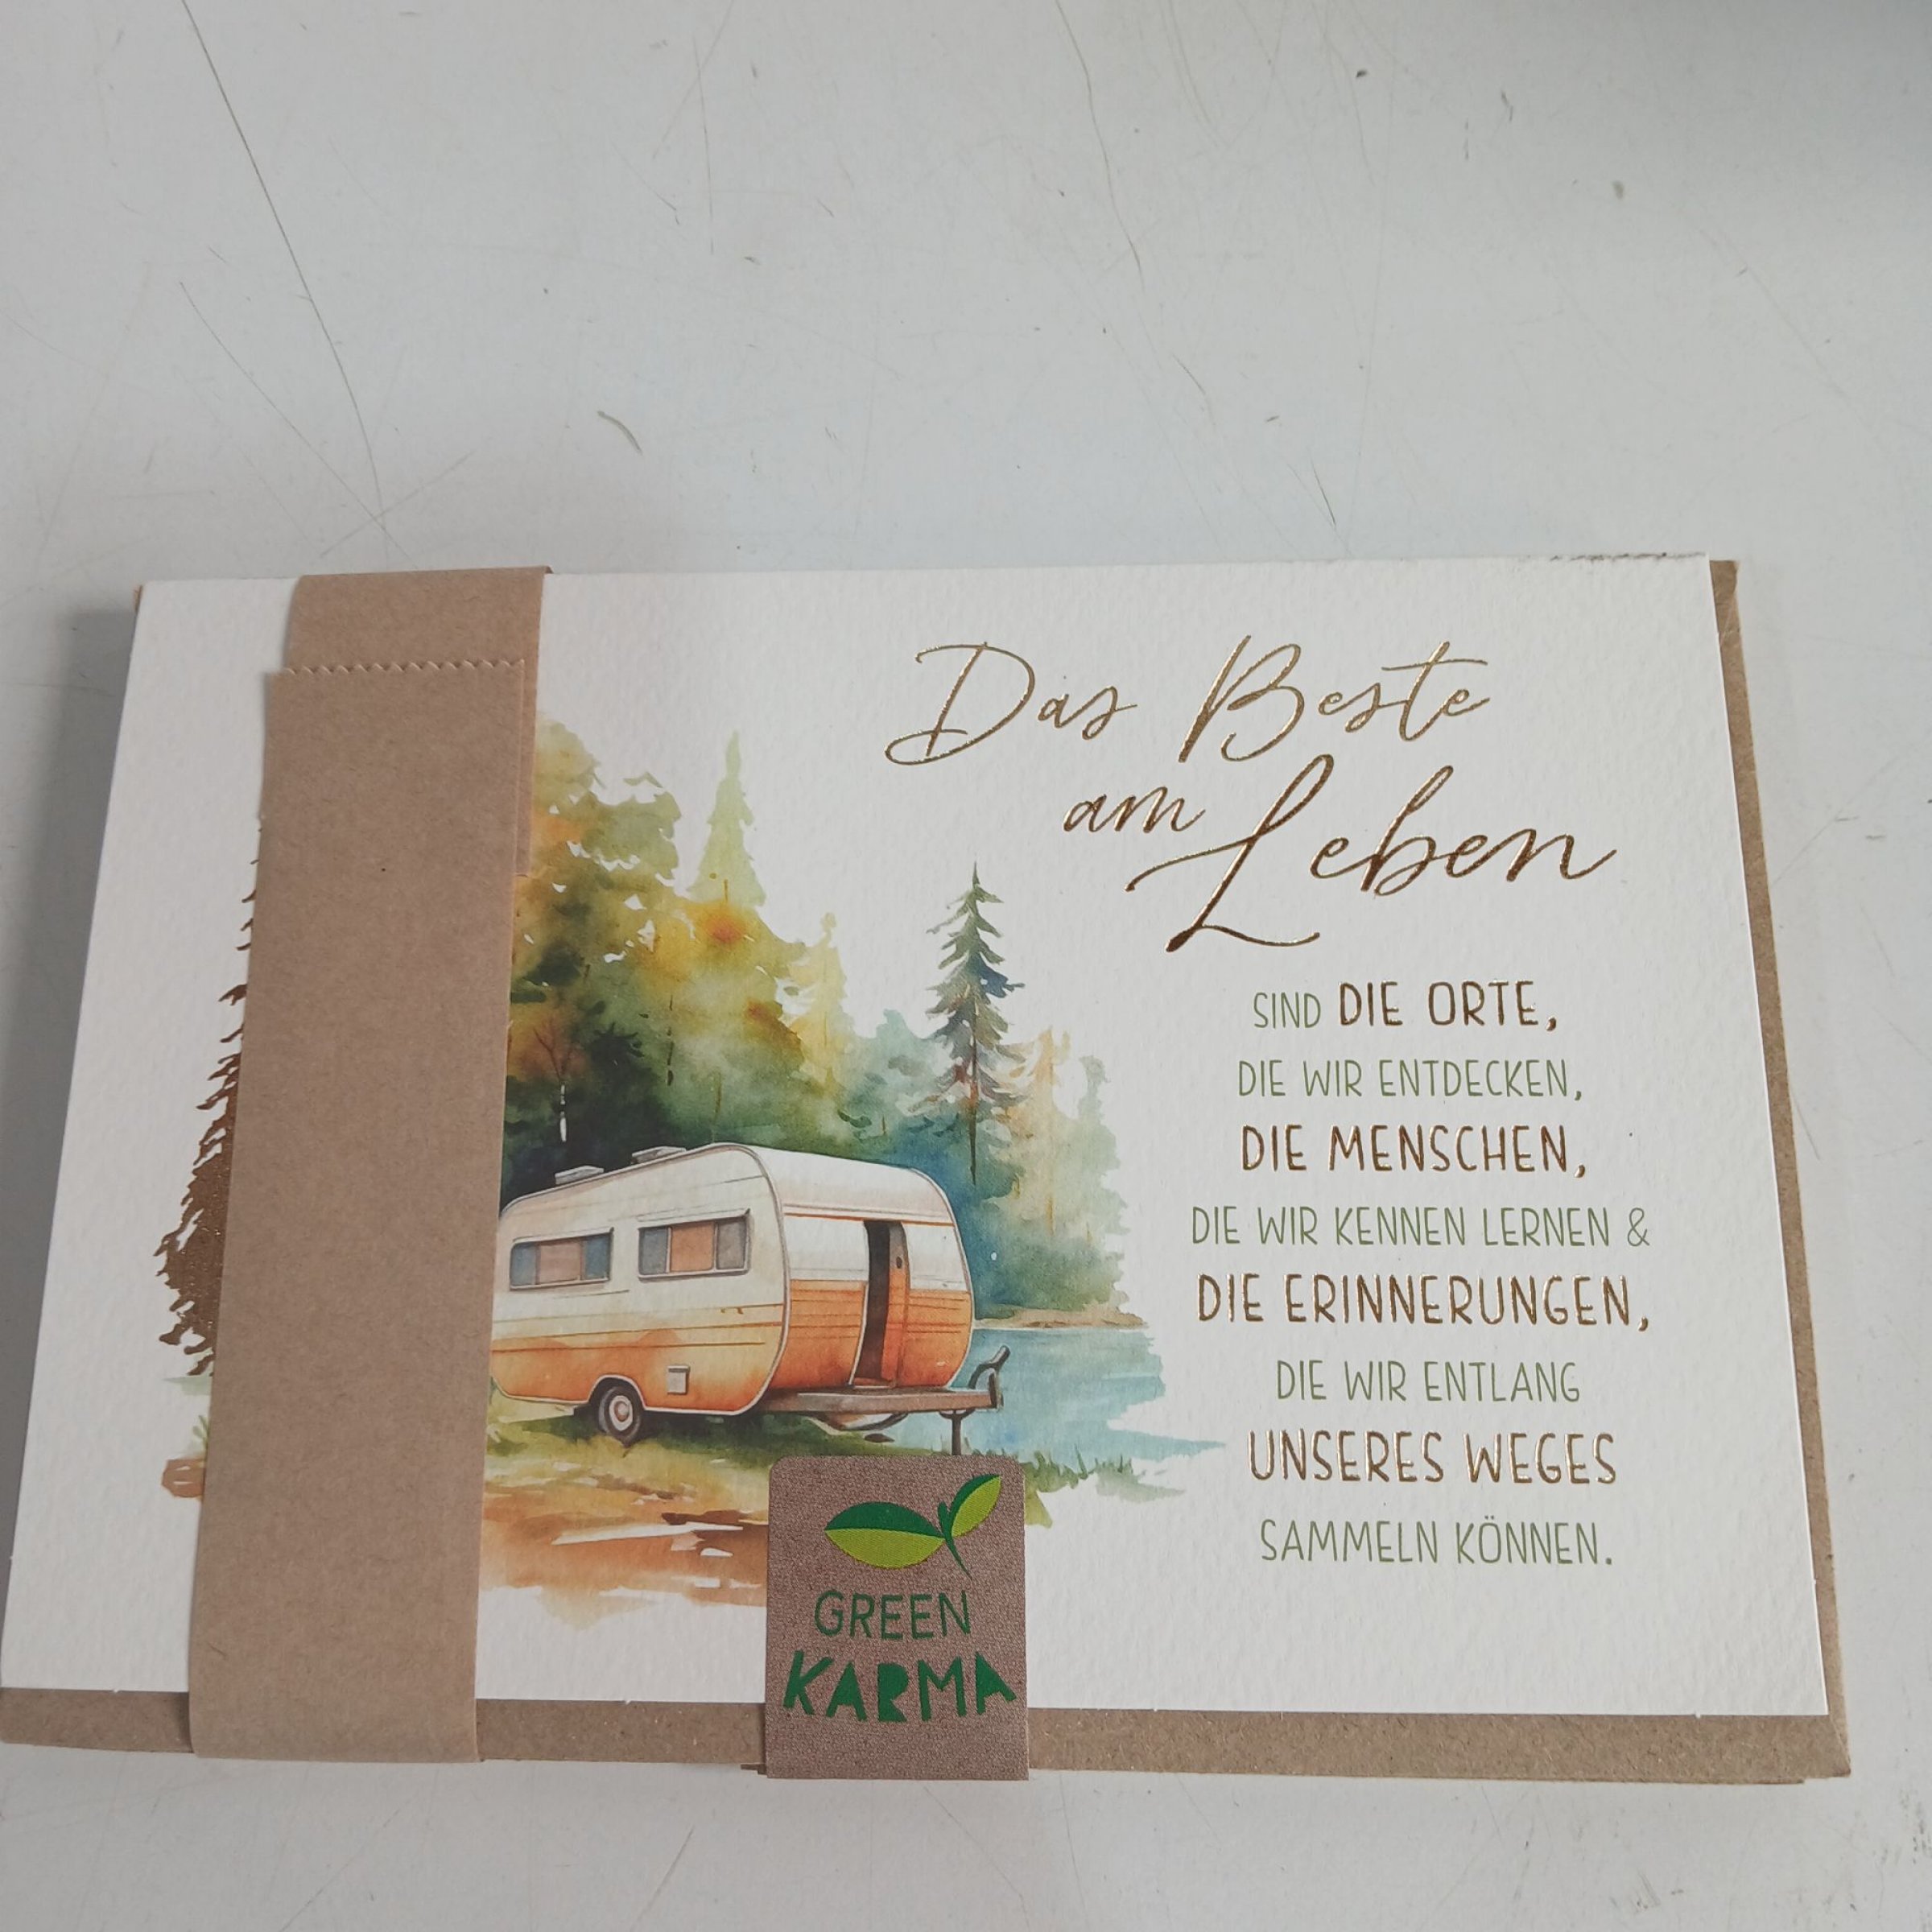 Das Beste
am Leben
SIND DIE ORTE,
DIE WIR ENTDECKEN,
DIE MENSCHEN,
DIE WIR KENNEN LERNEN &
DIE ERINNERUNGEN,
DIE WIR ENTLANG
UNSERES WEGES
SAMMELN KÖNNEN.
GREEN
KARMA